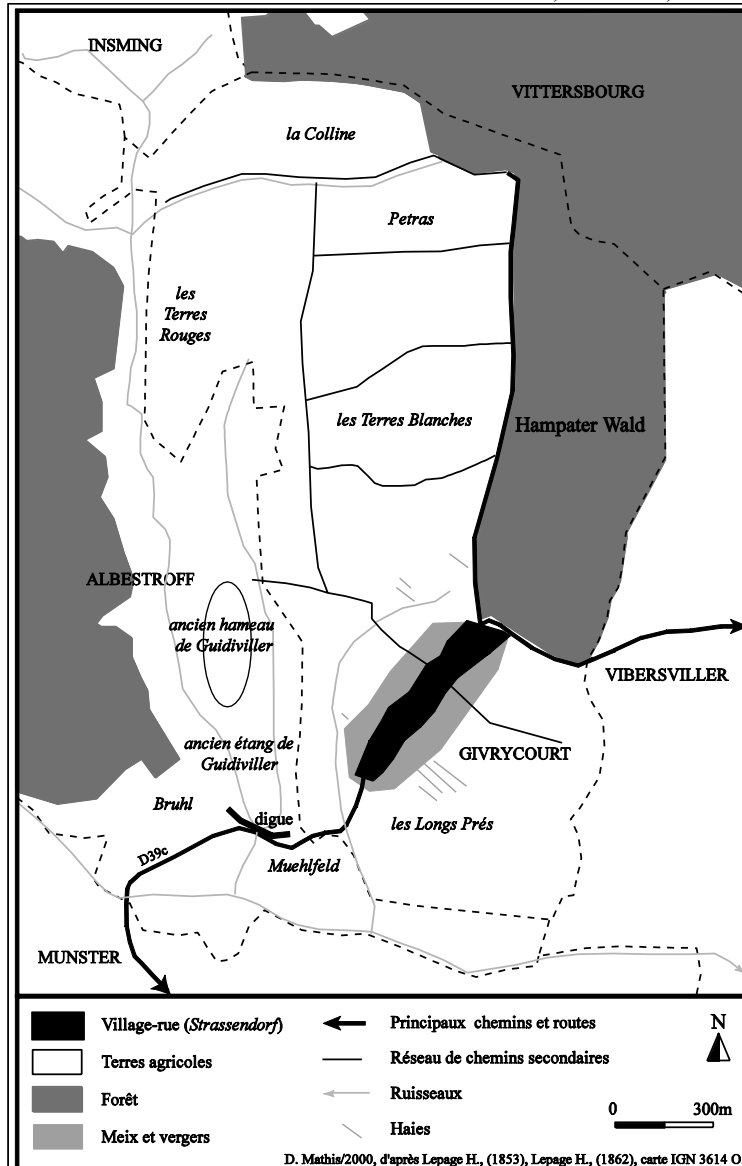 INSMING
VITTERSBOURG
la Colline
Petras
les
Terres
Rouges
les Terres Blanches
Hampater Wald
ALBESTROFF
ancien hameau
de Guidiviller
VIBERSVILLER
ancien étang de
Guidiviller
GIVRYCOURT
Bruhl
digue
les Longs Prés
D39c
Muehlfeld
MUNSTER
Village-rue (Strassendorf)
Principaux chemins et routes
N
Terres agricoles
Réseau de chemins secondaires
Forêt
Ruisseaux
0 300m
Meix et vergers
Haies
D. Mathis/2000, d'après Lepage H., (1853), Lepage H., (1862), carte IGN 3614 O